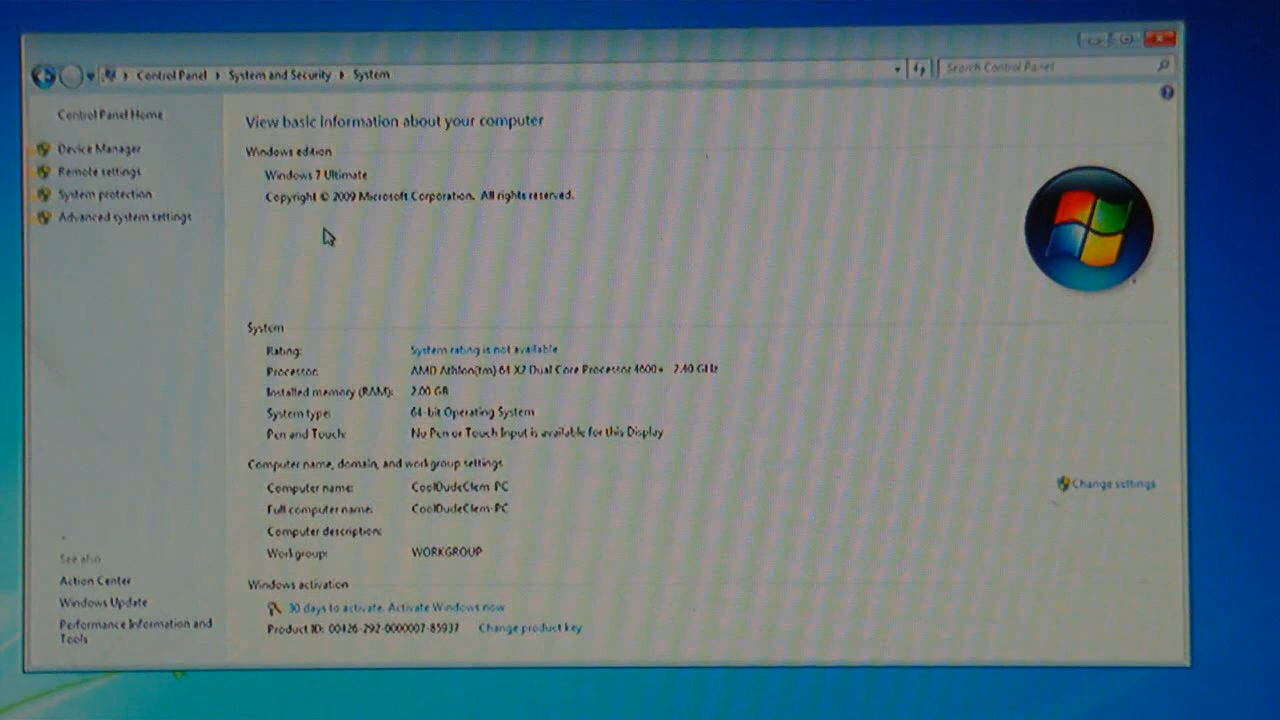 Control Panel System and Security System
Search Control Panel
Control Panel Home
Device Manager
Remote settings
System protection
Advanced system settings
View basic information about your computer
Windows edition
Windows 7 Ultimate
Copyright © 2009 Microsoft Corporation. All rights reserved.
System
Rating: System rating is not available
Processor: AMD Athlon(tm) 64 X2 Dual Core Processor 4600+ 2.40 GHz
Installed memory (RAM): 2.00 GB
System type: 64-bit Operating System
Pen and Touch: No Pen or Touch Input is available for this Display
Computer name, domain, and workgroup settings
Computer name: CoolDudeClem-PC
Change settings
Full computer name: CoolDudeClem-PC
Computer description:
Workgroup: WORKGROUP
Windows activation
30 days to activate. Activate Windows now
Product ID: 00426-292-0000007-85937 Change product key
See also
Action Center
Windows Update
Performance Information and
Tools